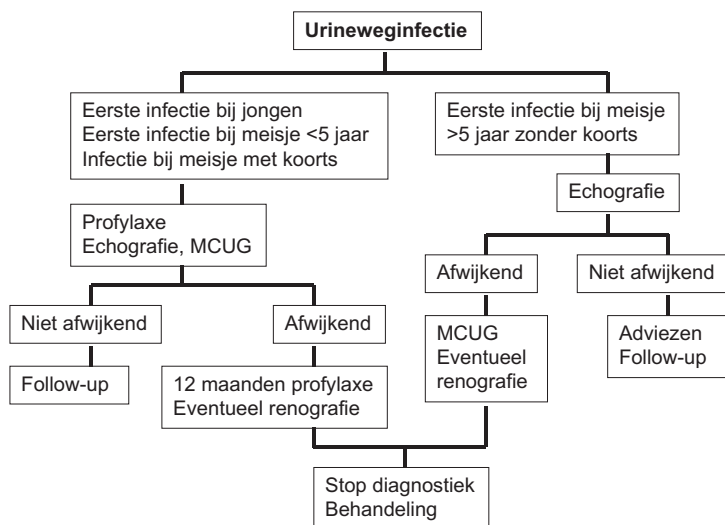 Urineweginfectie
Eerste infectie bij jongen
Eerste infectie bij meisje <5 jaar
Infectie bij meisje met koorts
Eerste infectie bij meisje
>5 jaar zonder koorts
Profylaxe
Echografie, MCUG
Echografie
Niet afwijkend
Afwijkend
Afwijkend
Niet afwijkend
Follow-up
12 maanden profylaxe
Eventueel renografie
MCUG
Eventueel
renografie
Adviezen
Follow-up
Stop diagnostiek
Behandeling